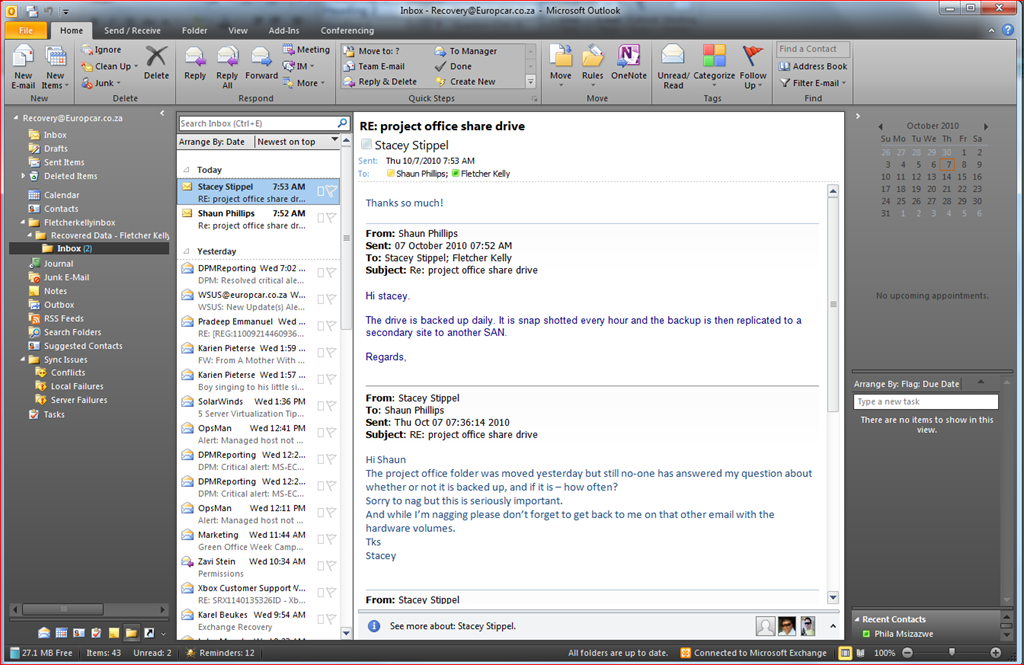 Inbox - Recovery@Europcar.co.za - Microsoft Outlook
File Home Send / Receive Folder View Add-Ins Conferencing
New E-mail
New Items
New
Ignore
Clean Up
Junk
Delete
Delete
Reply
Reply All
Forward
Meeting
IM
More
Respond
Move to: ?
Team E-mail
Reply & Delete
To Manager
Done
Create New
Quick Steps
Move
Rules
OneNote
Move
Unread/ Read
Categorize
Follow Up
Tags
Find a Contact
Address Book
Filter E-mail
Find
Recovery@Europcar.co.za
Inbox
Drafts
Sent Items
Deleted Items
Calendar
Contacts
Fletcherkellyinbox
Recovered Data - Fletcher Kelly
Inbox (2)
Journal
Junk E-Mail
Notes
Outbox
RSS Feeds
Search Folders
Suggested Contacts
Sync Issues
Conflicts
Local Failures
Server Failures
Tasks
Search Inbox (Ctrl+E)
Arrange By: Date Newest on top
Today
Stacey Stippel 7:53 AM
RE: project office share dr...
Shaun Phillips 7:52 AM
Re: project office share dr...
Yesterday
DPMReporting Wed 7:02 ...
DPM: Resolved critical ale...
WSUS@europcar.co.za W...
WSUS: New Update(s) Ale...
Pradeep Emmanuel Wed ...
RE: [REG:11009214460936...
Karien Pieterse Wed 1:59 ...
FW: From A Mother With ...
Karien Pieterse Wed 1:57 ...
Boy singing to his little si...
SolarWinds Wed 1:36 PM
5 Server Virtualization Tip...
OpsMan Wed 12:41 PM
Alert: Managed host not ...
DPMReporting Wed 12:2...
DPM: Critical alert: MS-EC...
DPMReporting Wed 12:2...
DPM: Critical alert: MS-EC...
OpsMan Wed 12:11 PM
Alert: Managed host not ...
Marketing Wed 11:44 AM
Green Office Week Camp...
Zavi Stein Wed 10:34 AM
Permissions
Xbox Customer Support W...
RE: SRX1140135326ID - Xb...
Karel Beukes Wed 9:54 AM
Exchange Recovery
RE: project office share drive
Stacey Stippel
Sent: Thu 10/7/2010 7:53 AM
To: Shaun Phillips; Fletcher Kelly
Thanks so much!
From: Shaun Phillips
Sent: 07 October 2010 07:52 AM
To: Stacey Stippel; Fletcher Kelly
Subject: Re: project office share drive
Hi stacey.
The drive is backed up daily. It is snap shotted every hour and the backup is then replicated to a
secondary site to another SAN.
Regards,
From: Stacey Stippel
To: Shaun Phillips
Sent: Thu Oct 07 07:36:14 2010
Subject: RE: project office share drive
Hi Shaun
The project office folder was moved yesterday but still no-one has answered my question about
whether or not it is backed up, and if it is – how often?
Sorry to nag but this is seriously important.
And while I'm nagging please don't forget to get back to me on that other email with the
hardware volumes.
Tks
Stacey
From: Stacey Stippel
See more about: Stacey Stippel.
October 2010
Su Mo Tu We Th Fr Sa
26 27 28 29 30 1 2
3 4 5 6 7 8 9
10 11 12 13 14 15 16
17 18 19 20 21 22 23
24 25 26 27 28 29 30
31 1 2 3 4 5 6
No upcoming appointments.
Arrange By: Flag: Due Date
Type a new task
There are no items to show in this
view.
Recent Contacts
Phila Msizazwe
27.1 MB Free Items: 43 Unread: 2 Reminders: 12 All folders are up to date. Connected to Microsoft Exchange 100%